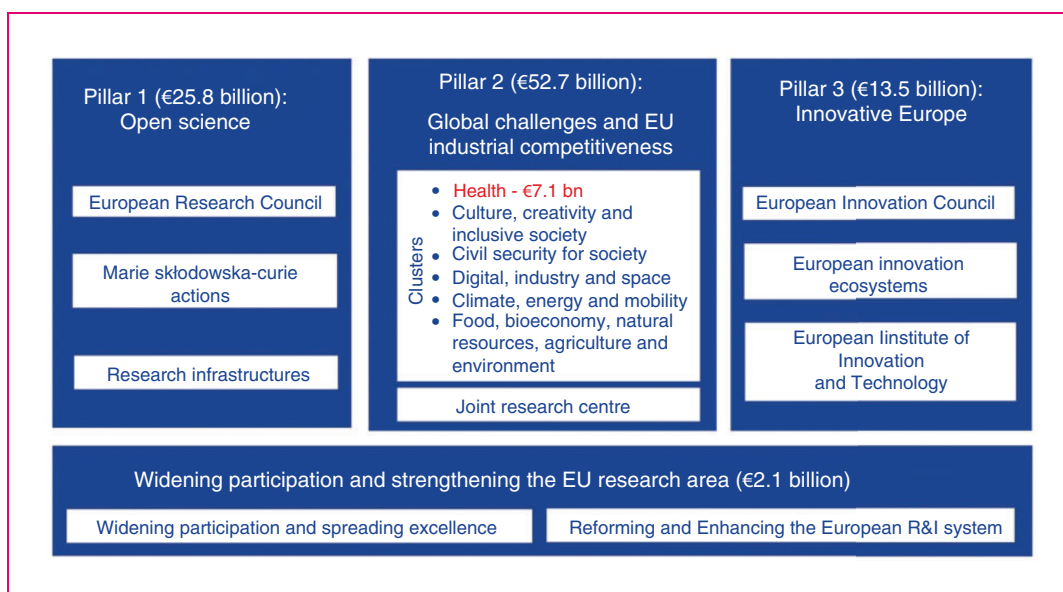 Pillar 1 (€25.8 billion):
Open science
European Research Council
Marie skłodowska-curie
actions
Research infrastructures
Pillar 2 (€52.7 billion):
Global challenges and EU
industrial competitiveness
Clusters
• Health - €7.1 bn
• Culture, creativity and
inclusive society
• Civil security for society
• Digital, industry and space
• Climate, energy and mobility
• Food, bioeconomy, natural
resources, agriculture and
environment
Joint research centre
Pillar 3 (€13.5 billion):
Innovative Europe
European Innovation Council
European innovation
ecosystems
European Iinstitute of
Innovation
and Technology
Widening participation and strengthening the EU research area (€2.1 billion)
Widening participation and spreading excellence
Reforming and Enhancing the European R&I system